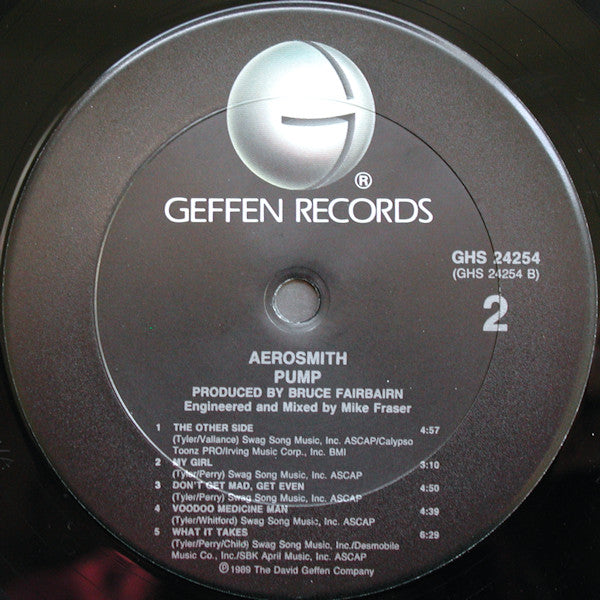 ®
GEFFEN RECORDS
GHS 24254
(GHS 24254 B)
2
AEROSMITH
PUMP
PRODUCED BY BRUCE FAIRBAIRN
Engineered and Mixed by Mike Fraser
1 THE OTHER SIDE 4:57
(Tyler/Vallance) Swag Song Music, Inc. ASCAP/Calypso
Toonz PRO/Irving Music Corp., Inc. BMI
2 MY GIRL 3:10
(Tyler/Perry) Swag Song Music, Inc. ASCAP
3 DON'T GET MAD, GET EVEN 4:50
(Tyler/Perry) Swag Song Music, Inc. ASCAP
4 VOODOO MEDICINE MAN 4:39
(Tyler/Whitford) Swag Song Music, Inc. ASCAP
5 WHAT IT TAKES 6:29
(Tyler/Perry/Child) Swag Song Music, Inc./Desmobile
Music Co., Inc./SBK April Music, Inc. ASCAP
℗1989 The David Geffen Company